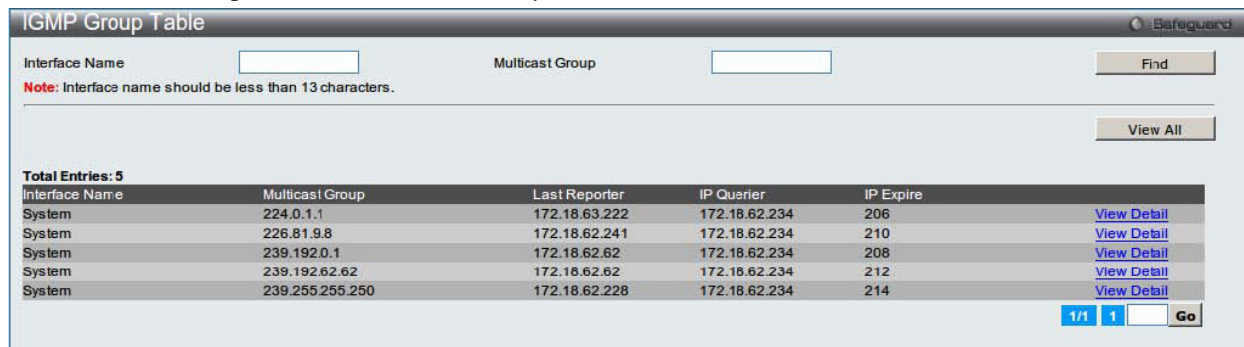 IGMP Group Table Safeguard
Interface Name Multicast Group Find
Note: Interface name should be less than 13 characters.
View All
Total Entries: 5
Interface Name Multicast Group Last Reporter IP Querier IP Expire
System 224.0.1.1 172.18.63.222 172.18.62.234 206 View Detail
System 226.81.9.8 172.18.62.241 172.18.62.234 210 View Detail
System 239.192.0.1 172.18.62.62 172.18.62.234 208 View Detail
System 239.192.62.62 172.18.62.62 172.18.62.234 212 View Detail
System 239.255.255.250 172.18.62.228 172.18.62.234 214 View Detail
1/1 1 Go